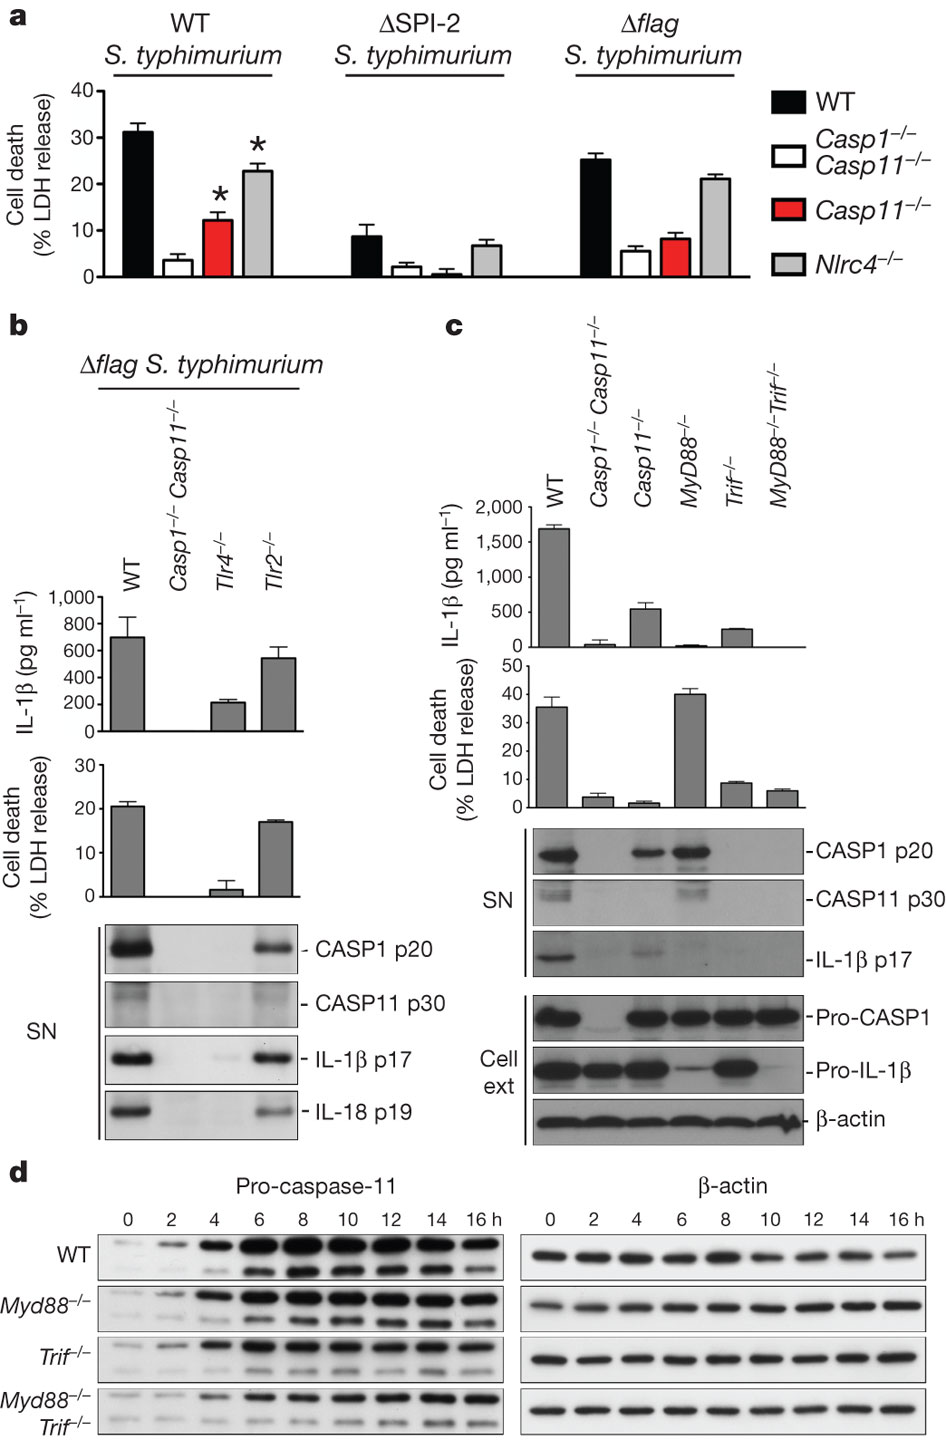 a
WT
S. typhimurium
ΔSPI-2
S. typhimurium
Δflag
S. typhimurium
Cell death
(% LDH release)
40
30
20
10
0
*
*
WT
Casp1–/–
Casp11–/–
Casp11–/–
Nlrc4–/–
b
Δflag S. typhimurium
WT
Casp1–/– Casp11–/–
Tlr4–/–
Tlr2–/–
IL-1β (pg ml–1)
1,000
800
600
400
200
0
Cell death
(% LDH release)
30
20
10
0
SN
CASP1 p20
CASP11 p30
IL-1β p17
IL-18 p19
c
WT
Casp1–/– Casp11–/–
Casp11–/–
MyD88–/–
Trif–/–
MyD88–/–Trif–/–
IL-1β (pg ml–1)
2,000
1,500
1,000
500
0
Cell death
(% LDH release)
50
40
30
20
10
0
SN
CASP1 p20
CASP11 p30
IL-1β p17
Cell
ext
Pro-CASP1
Pro-IL-1β
β-actin
d
Pro-caspase-11
β-actin
0 2 4 6 8 10 12 14 16 h
0 2 4 6 8 10 12 14 16 h
WT
Myd88–/–
Trif–/–
Myd88–/–
Trif–/–